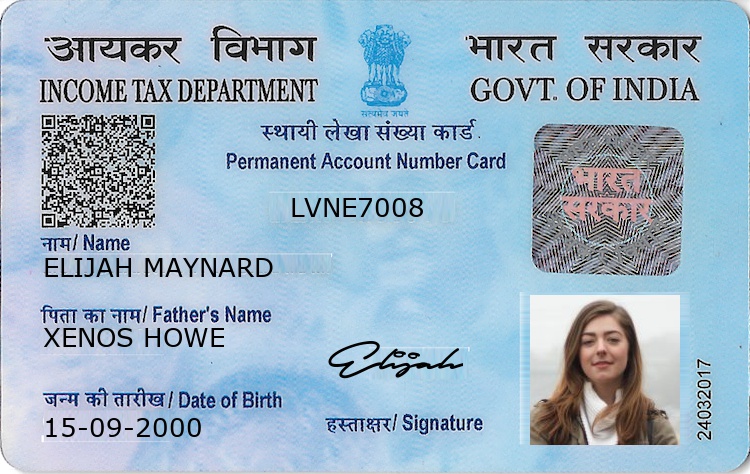 आयकर विभाग
INCOME TAX DEPARTMENT
सत्यमेव जयते
भारत सरकार
GOVT. OF INDIA
स्थायी लेखा संख्या कार्ड
Permanent Account Number Card
LVNE7008
भारत
सरकार
नाम/ Name
ELIJAH MAYNARD
पिता का नाम/ Father's Name
XENOS HOWE
Elijah
जन्म की तारीख/ Date of Birth
15-09-2000
हस्ताक्षर/ Signature
24032017